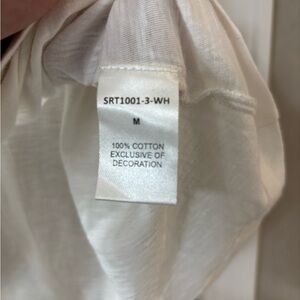 SRT1001-3-WH
M
100% COTTON
EXCLUSIVE OF
DECORATION